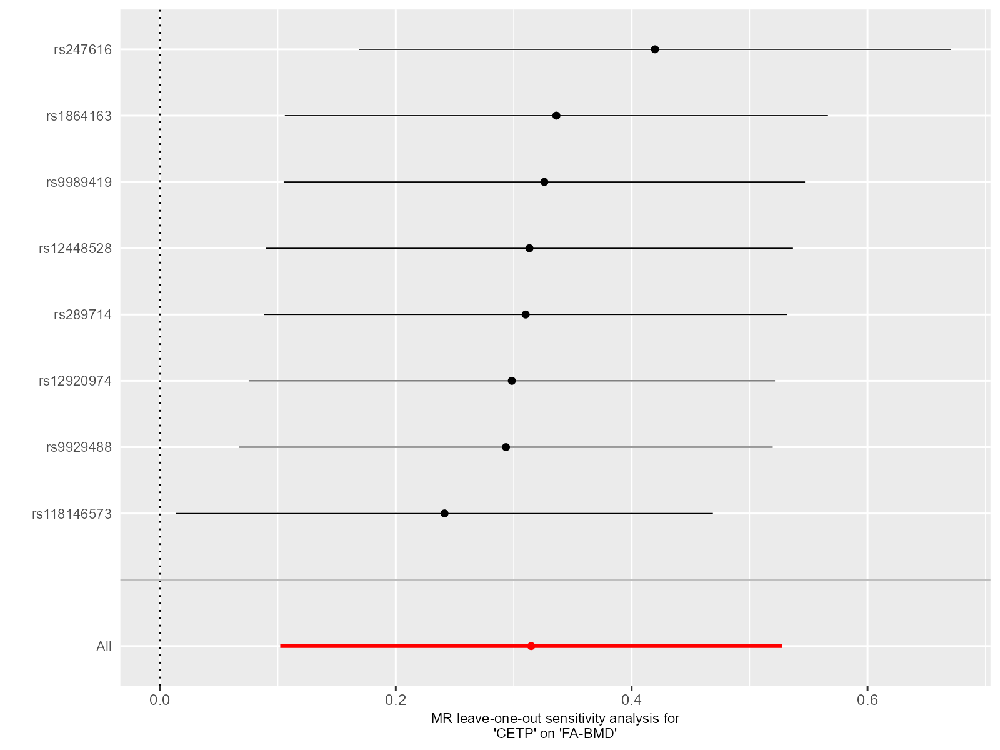 rs247616
rs1864163
rs9989419
rs12448528
rs289714
rs12920974
rs9929488
rs118146573
All
0.0 0.2 0.4 0.6
MR leave-one-out sensitivity analysis for
'CETP' on 'FA-BMD'